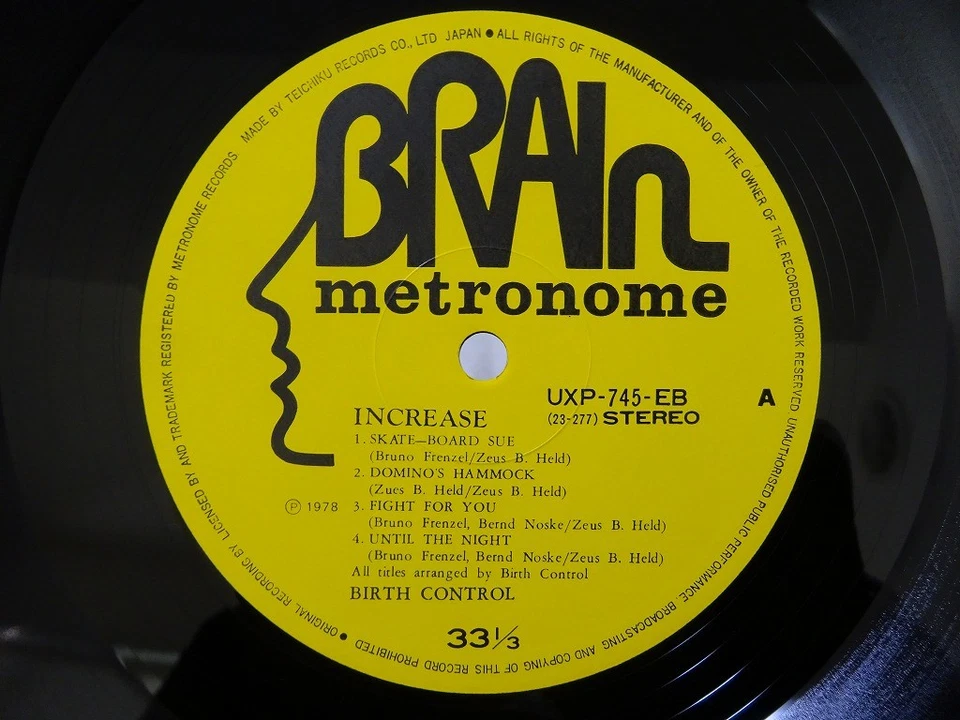 ORIGINAL RECORDING BY LICENSED BY AND TRADEMARK REGISTERED BY METRONOME RECORDS MADE BY TEICHIKU RECORDS CO., LTD JAPAN ● ALL RIGHTS OF THE MANUFACTURER AND OF THE OWNER OF THE RECORDED WORK RESERVED UNAUTHORISED PUBLIC PERFORMANCE. BROADCASTING AND COPYING OF THIS RECORD PROHIBITED ●
BRAIn
metronome
UXP-745-EB A
(23-277) STEREO
INCREASE
1. SKATE—BOARD SUE
(Bruno Frenzel/Zeus B. Held)
2. DOMINO'S HAMMOCK
(Zues B. Held/Zeus B. Held)
℗ 1978 3. FIGHT FOR YOU
(Bruno Frenzel, Bernd Noske/Zeus B. Held)
4. UNTIL THE NIGHT
(Bruno Frenzel, Bernd Noske/Zeus B. Held)
All titles arranged by Birth Control
BIRTH CONTROL
33 1/3